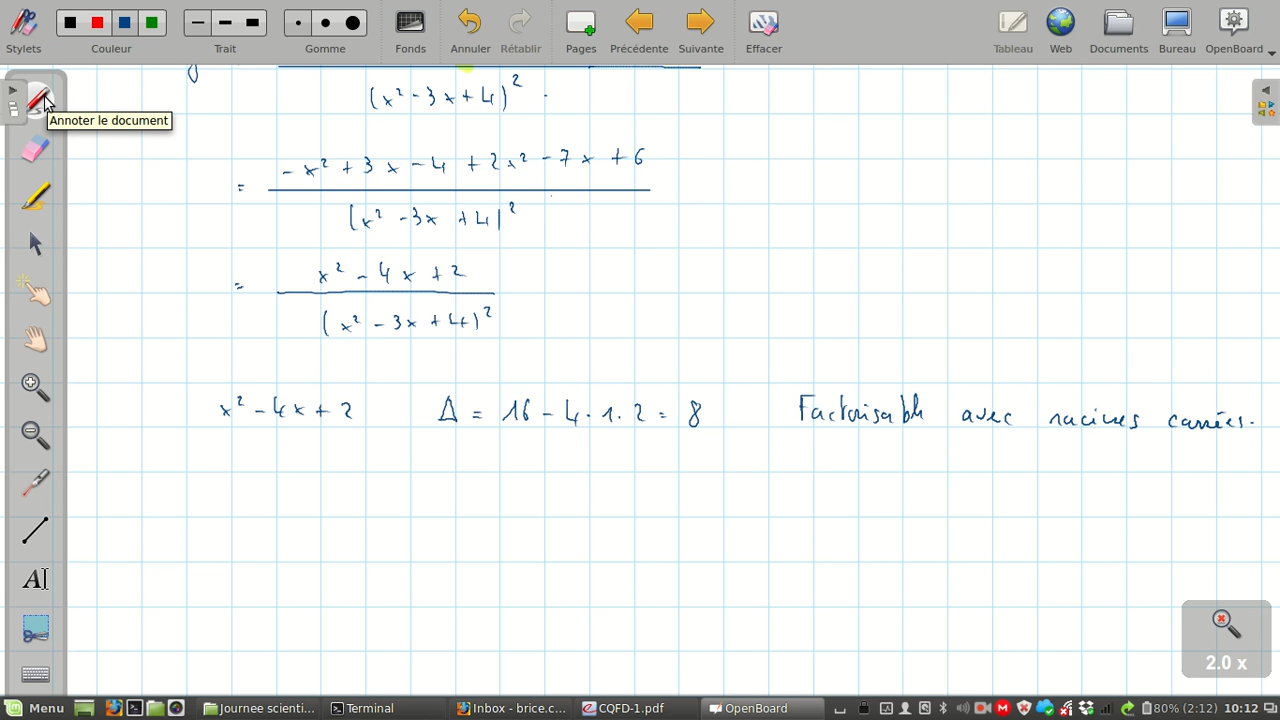 Stylets Couleur Trait Gomme Fonds Annuler Rétablir Pages Précédente Suivante Effacer Tableau Web Documents Bureau OpenBoard
(x² - 3x + 4)² .
Annoter le document
= - x² + 3x - 4 + 2x² - 7x + 6
(x² - 3x + 4)²
= x² - 4x + 2
(x² - 3x + 4)²
x² - 4x + 2 Δ = 16 - 4 · 1 · 2 = 8 Factorisable avec racines carrées.
AI
2.0 x
Menu Journee scienti... Terminal Inbox - brice.c... CQFD-1.pdf OpenBoard 80% (2:12) 10:12